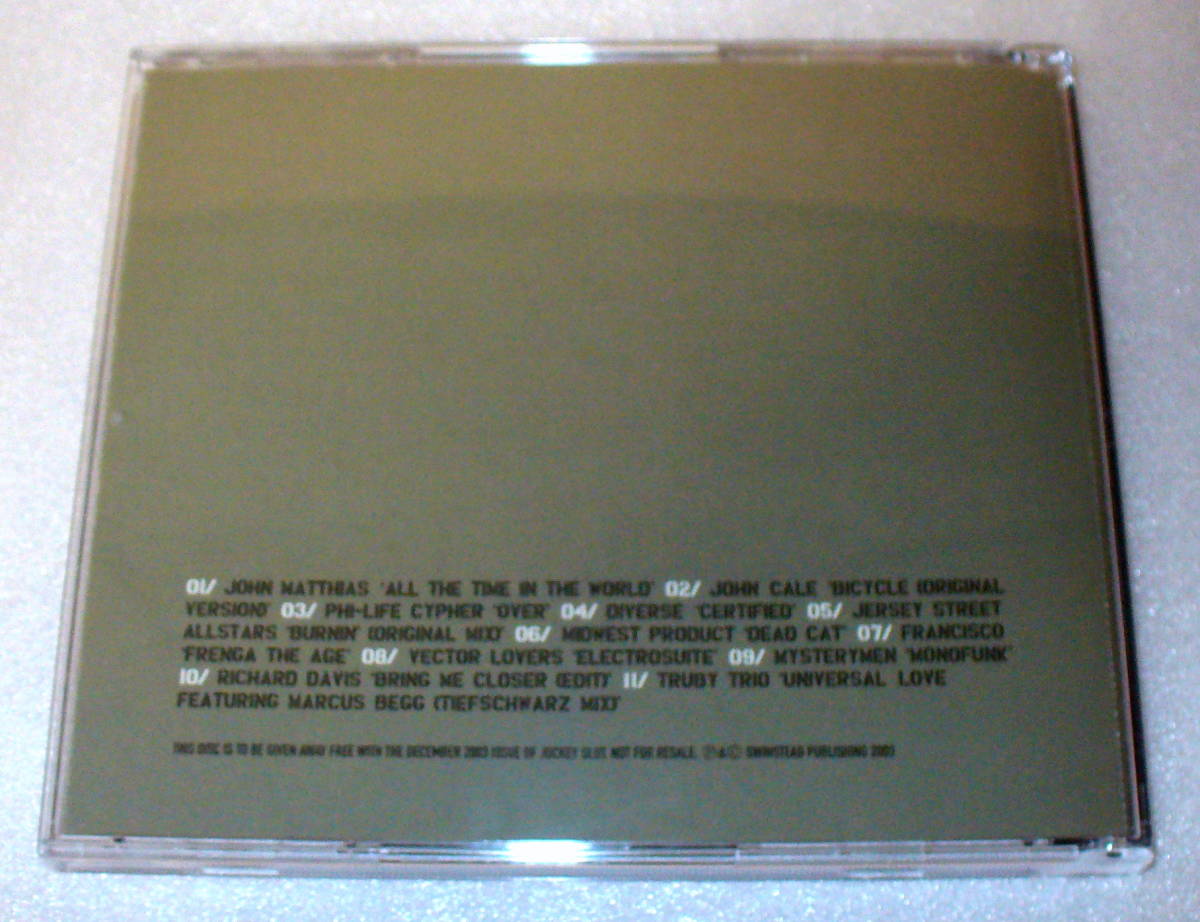 01/ JOHN MATTHIAS 'ALL THE TIME IN THE WORLD' 02/ JOHN CALE 'BICYCLE (ORIGINAL
VERSION)' 03/ PHI-LIFE CYPHER 'OVER' 04/ DIVERSE 'CERTIFIED' 05/ JERSEY STREET
ALLSTARS 'BURNIN' (ORIGINAL MIX)' 06/ MIDWEST PRODUCT 'DEAD CAT' 07/ FRANCISCO
'FRENGA THE AGE' 08/ VECTOR LOVERS 'ELECTROSUITE' 09/ MYSTERYMEN 'MONOFUNK'
10/ RICHARD DAVIS 'BRING ME CLOSER (EDIT)' 11/ TRUBY TRIO 'UNIVERSAL LOVE
FEATURING MARCUS BEGG (TIEFSCHWARZ MIX)'
THIS DISC IS TO BE GIVEN AWAY FREE WITH THE DECEMBER 2003 ISSUE OF JOCKEY SLUT. NOT FOR RESALE. ℗&© SWINSTEAD PUBLISHING 2003